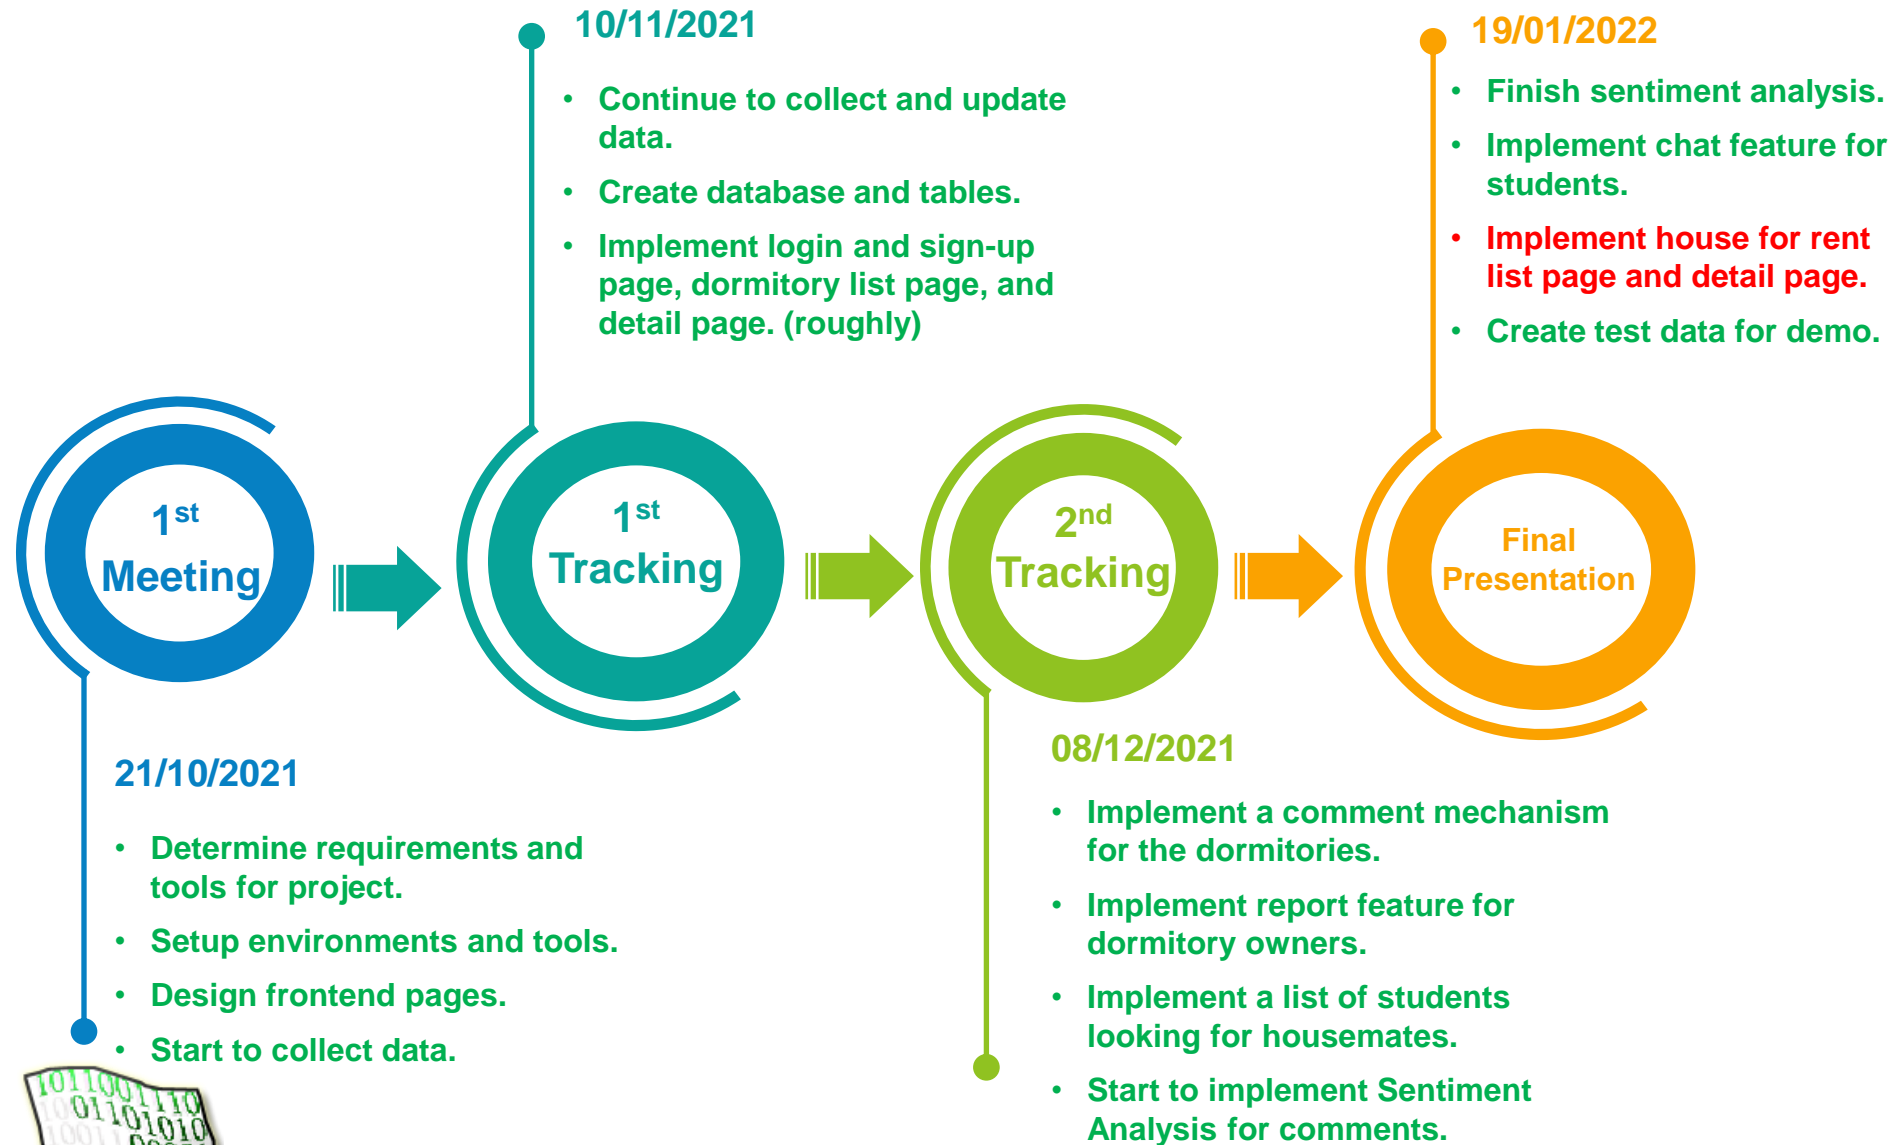 10/11/2021
• Continue to collect and update
data.
• Create database and tables.
• Implement login and sign-up
page, dormitory list page, and
detail page. (roughly)
19/01/2022
• Finish sentiment analysis.
• Implement chat feature for
students.
• Implement house for rent
list page and detail page.
• Create test data for demo.
1st
Meeting
1st
Tracking
2nd
Tracking
Final
Presentation
21/10/2021
• Determine requirements and
tools for project.
• Setup environments and tools.
• Design frontend pages.
• Start to collect data.
08/12/2021
• Implement a comment mechanism
for the dormitories.
• Implement report feature for
dormitory owners.
• Implement a list of students
looking for housemates.
• Start to implement Sentiment
Analysis for comments.
1011001110
01101010